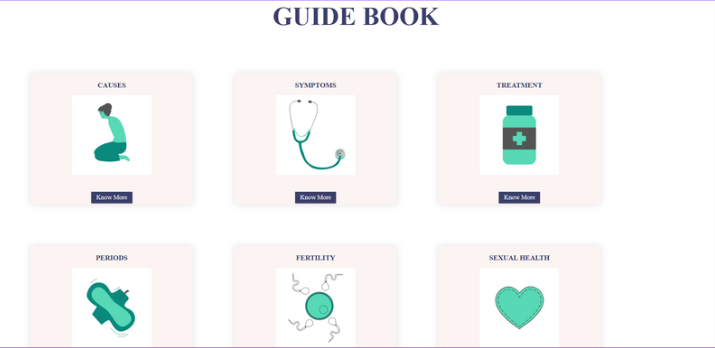 GUIDE BOOK
CAUSES
SYMPTOMS
TREATMENT
Know More
Know More
Know More
PERIODS
FERTILITY
SEXUAL HEALTH